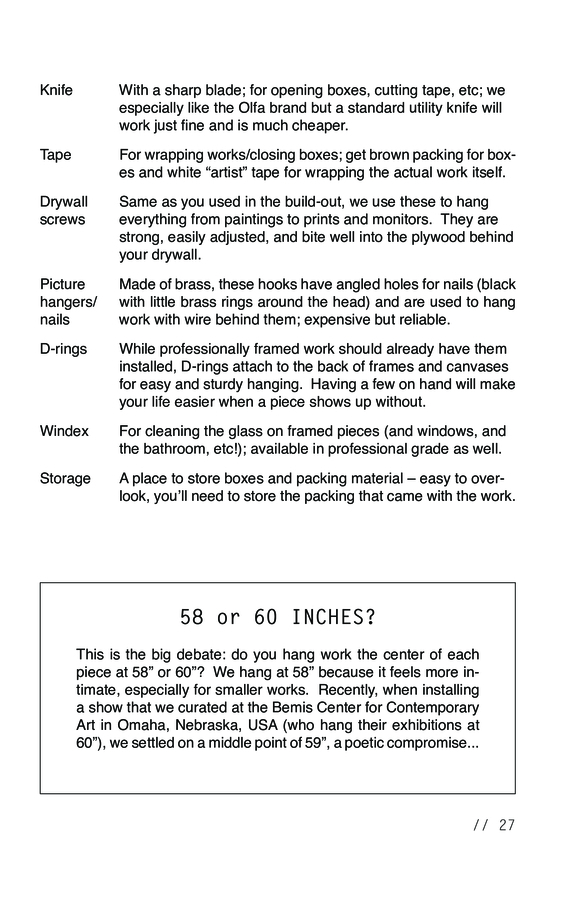 Knife With a sharp blade; for opening boxes, cutting tape, etc; we
especially like the Olfa brand but a standard utility knife will
work just fine and is much cheaper.
Tape For wrapping works/closing boxes; get brown packing for box-
es and white “artist” tape for wrapping the actual work itself.
Drywall Same as you used in the build-out, we use these to hang
screws everything from paintings to prints and monitors.  They are
strong, easily adjusted, and bite well into the plywood behind
your drywall.
Picture Made of brass, these hooks have angled holes for nails (black
hangers/ with little brass rings around the head) and are used to hang
nails work with wire behind them; expensive but reliable.
D-rings While professionally framed work should already have them
installed, D-rings attach to the back of frames and canvases
for easy and sturdy hanging.  Having a few on hand will make
your life easier when a piece shows up without.
Windex For cleaning the glass on framed pieces (and windows, and
the bathroom, etc!); available in professional grade as well.
Storage A place to store boxes and packing material – easy to over-
look, you’ll need to store the packing that came with the work.
58 or 60 INCHES?
This is the big debate: do you hang work the center of each
piece at 58” or 60”?  We hang at 58” because it feels more in-
timate, especially for smaller works.  Recently, when installing
a show that we curated at the Bemis Center for Contemporary
Art in Omaha, Nebraska, USA (who hang their exhibitions at
60”), we settled on a middle point of 59”, a poetic compromise...
// 27